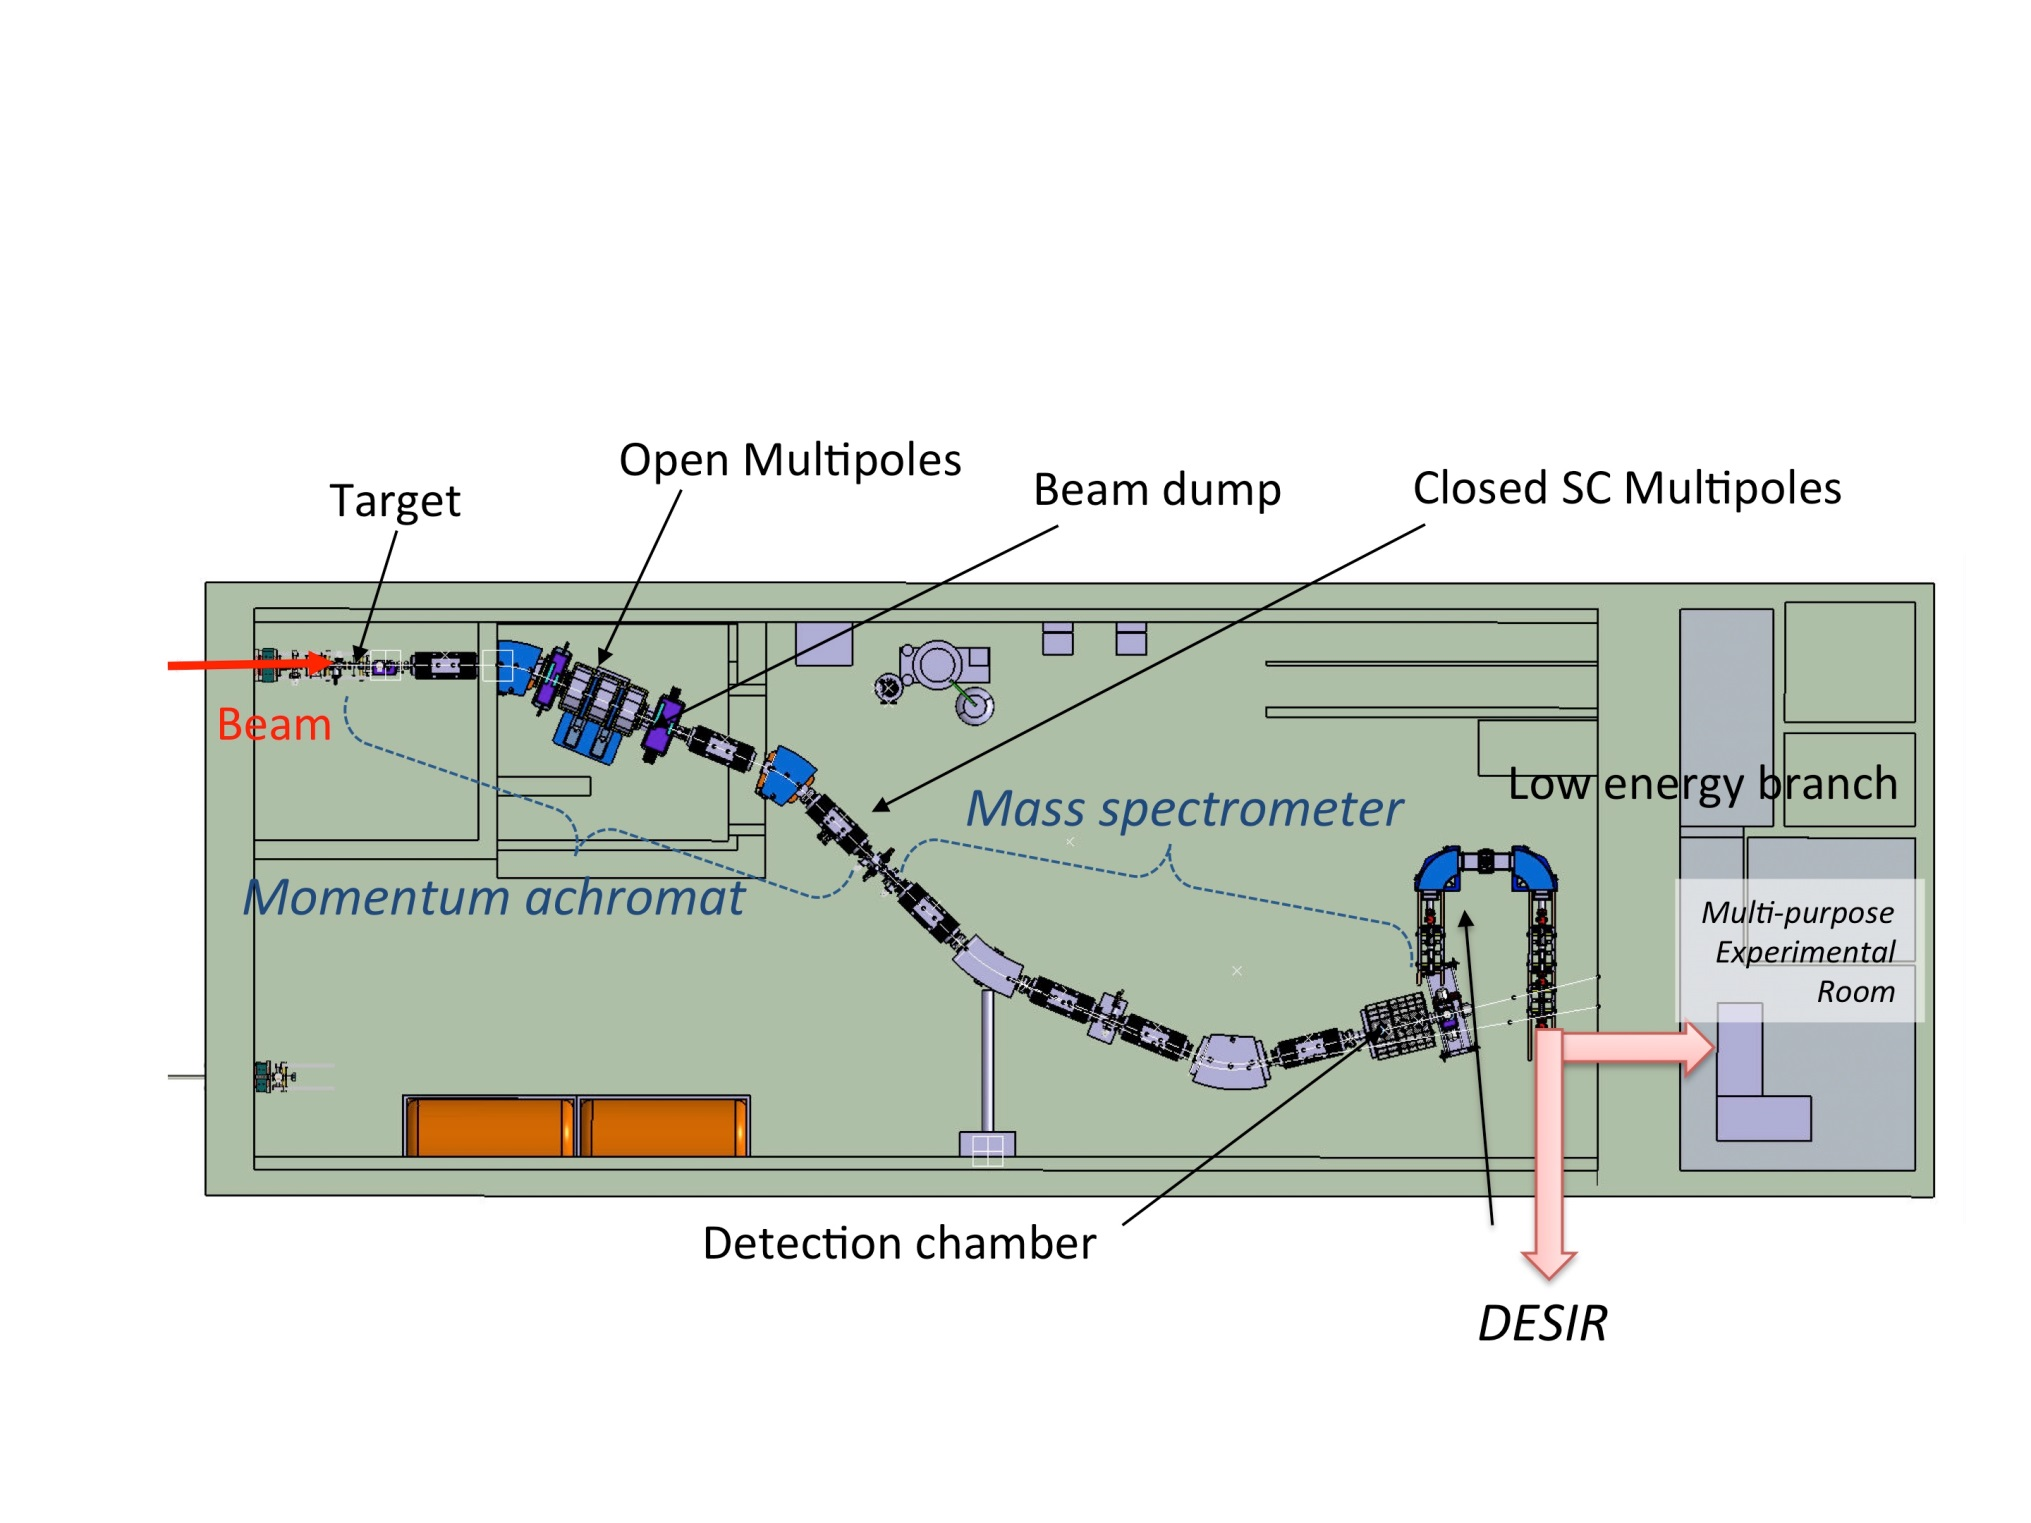 Open Multipoles
Target
Beam dump
Closed SC Multipoles
Beam
Low energy branch
Mass spectrometer
Momentum achromat
Multi-purpose
Experimental
Room
Detection chamber
DESIR